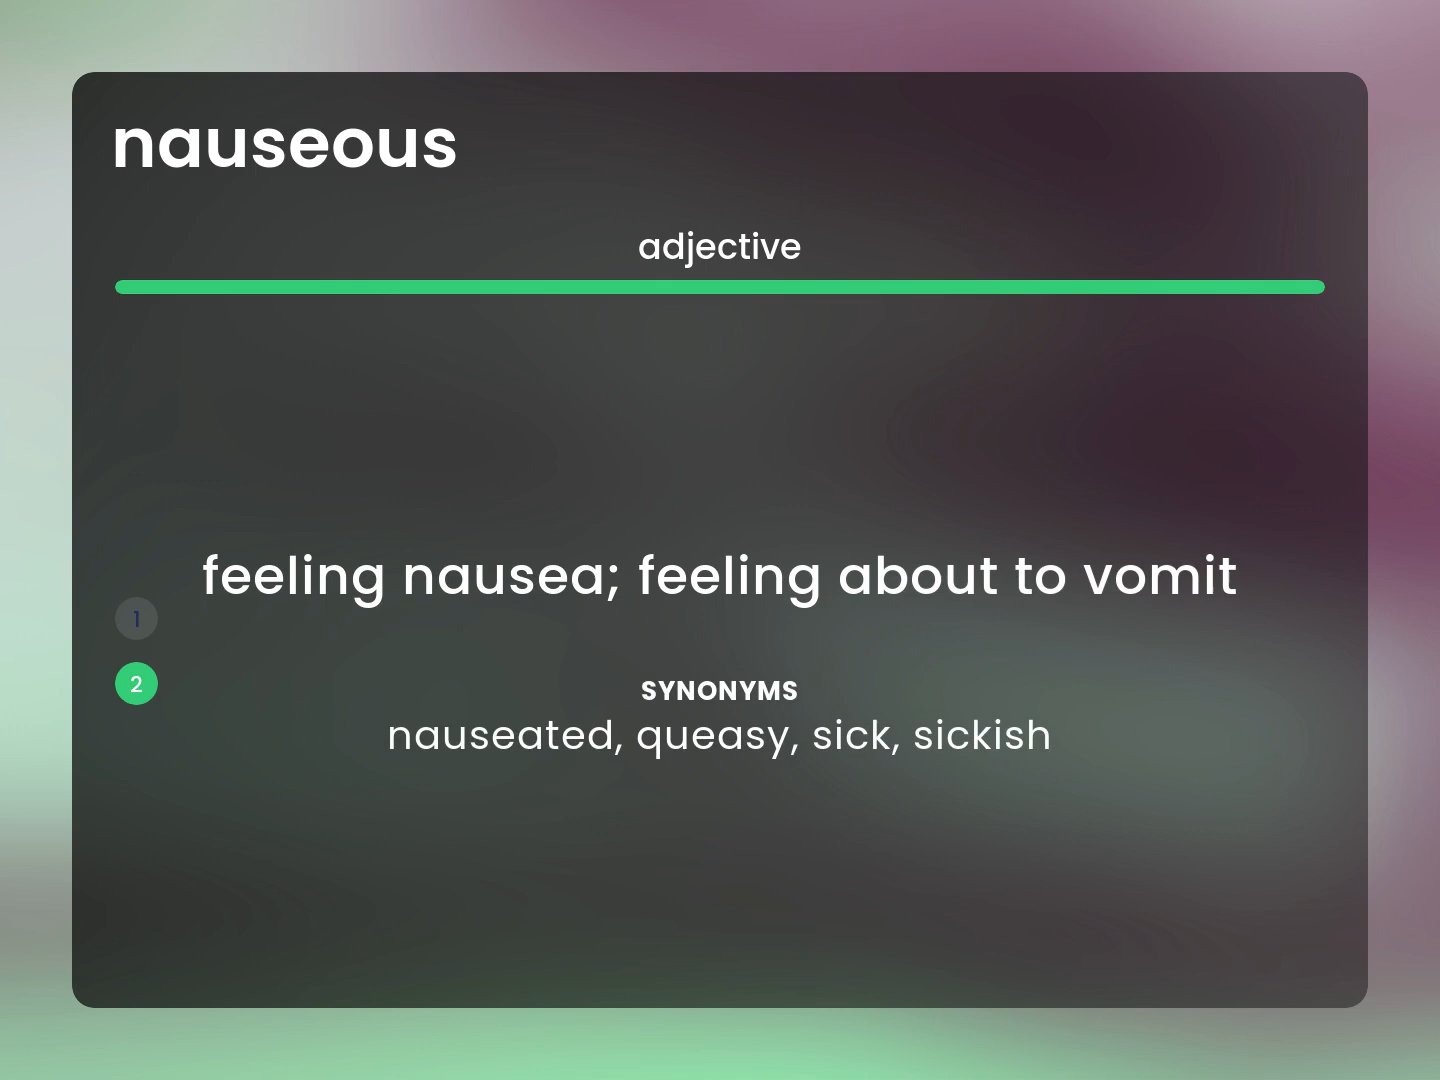 nauseous
adjective
feeling nausea; feeling about to vomit
1
2
SYNONYMS
nauseated, queasy, sick, sickish